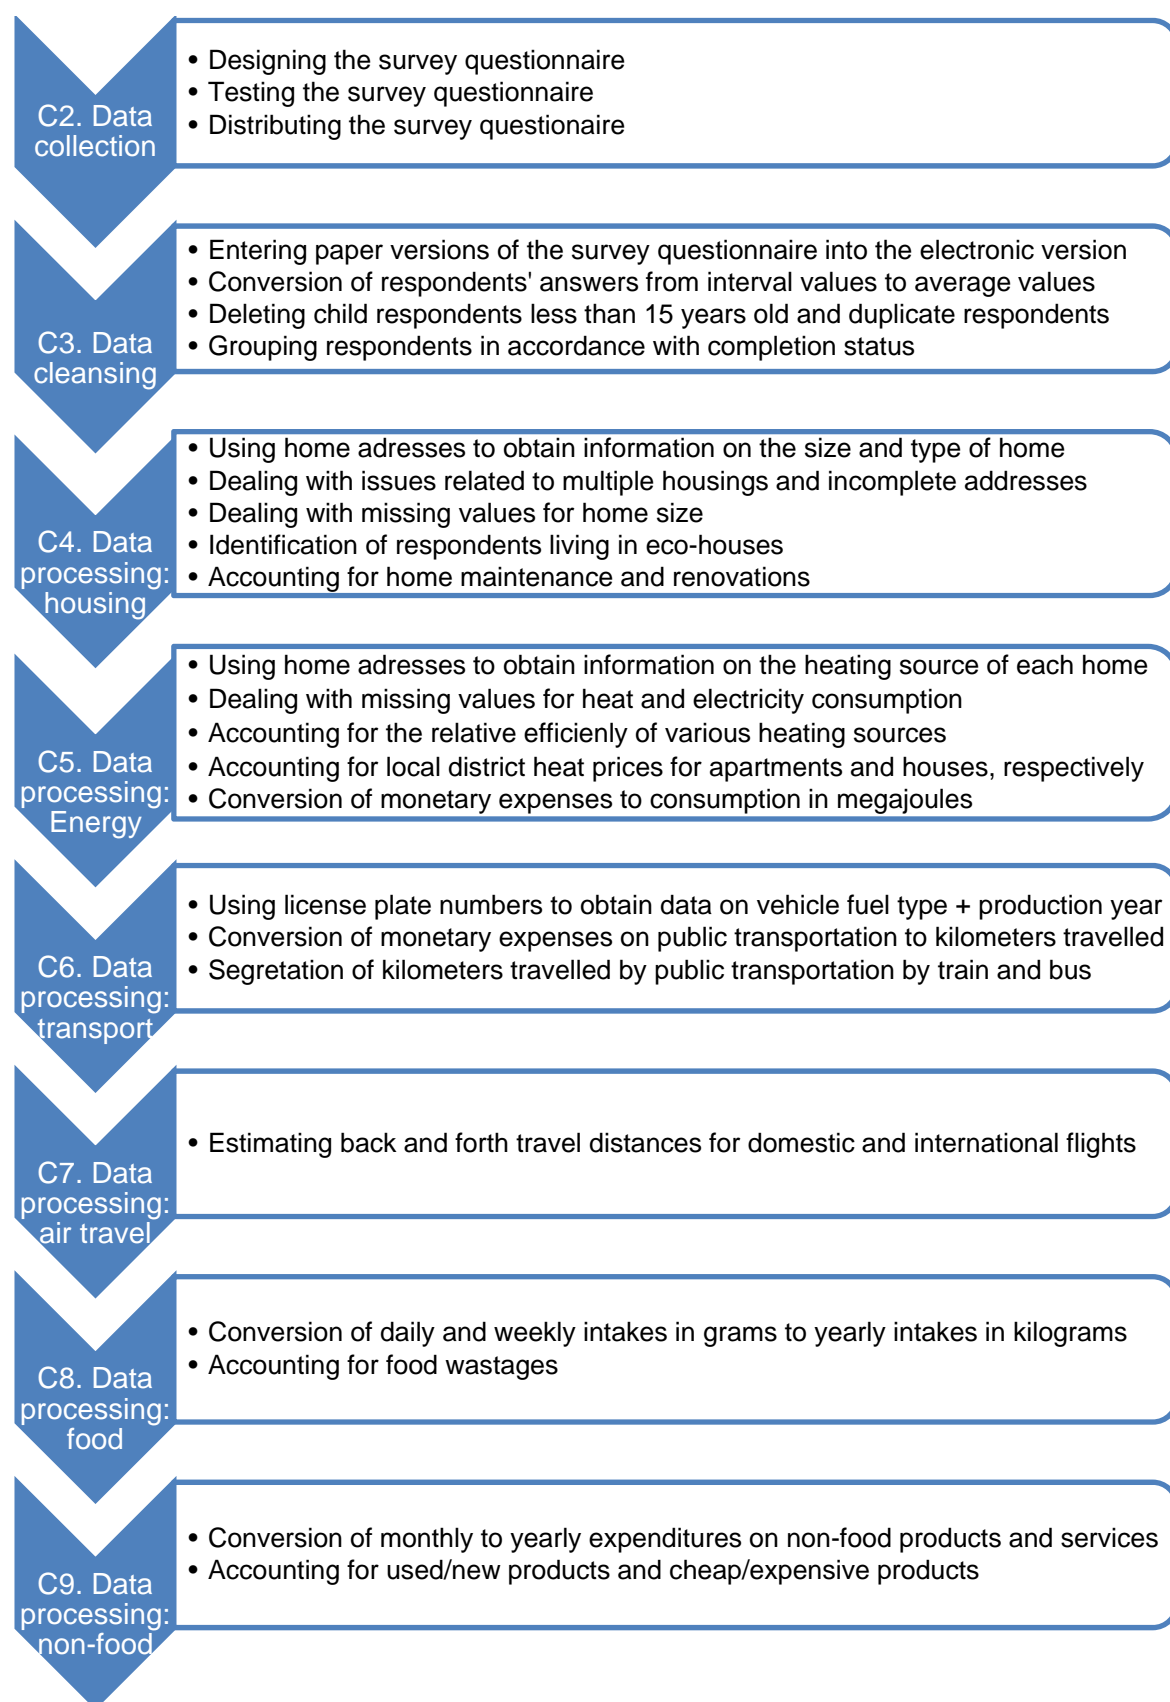 C2. Data
collection
• Designing the survey questionnaire
• Testing the survey questionnaire
• Distributing the survey questionaire
C3. Data
cleansing
• Entering paper versions of the survey questionnaire into the electronic version
• Conversion of respondents' answers from interval values to average values
• Deleting child respondents less than 15 years old and duplicate respondents
• Grouping respondents in accordance with completion status
C4. Data
processing:
housing
• Using home adresses to obtain information on the size and type of home
• Dealing with issues related to multiple housings and incomplete addresses
• Dealing with missing values for home size
• Identification of respondents living in eco-houses
• Accounting for home maintenance and renovations
C5. Data
processing:
Energy
• Using home adresses to obtain information on the heating source of each home
• Dealing with missing values for heat and electricity consumption
• Accounting for the relative efficienly of various heating sources
• Accounting for local district heat prices for apartments and houses, respectively
• Conversion of monetary expenses to consumption in megajoules
C6. Data
processing:
transport
• Using license plate numbers to obtain data on vehicle fuel type + production year
• Conversion of monetary expenses on public transportation to kilometers travelled
• Segretation of kilometers travelled by public transportation by train and bus
C7. Data
processing:
air travel
• Estimating back and forth travel distances for domestic and international flights
C8. Data
processing:
food
• Conversion of daily and weekly intakes in grams to yearly intakes in kilograms
• Accounting for food wastages
C9. Data
processing:
non-food
• Conversion of monthly to yearly expenditures on non-food products and services
• Accounting for used/new products and cheap/expensive products